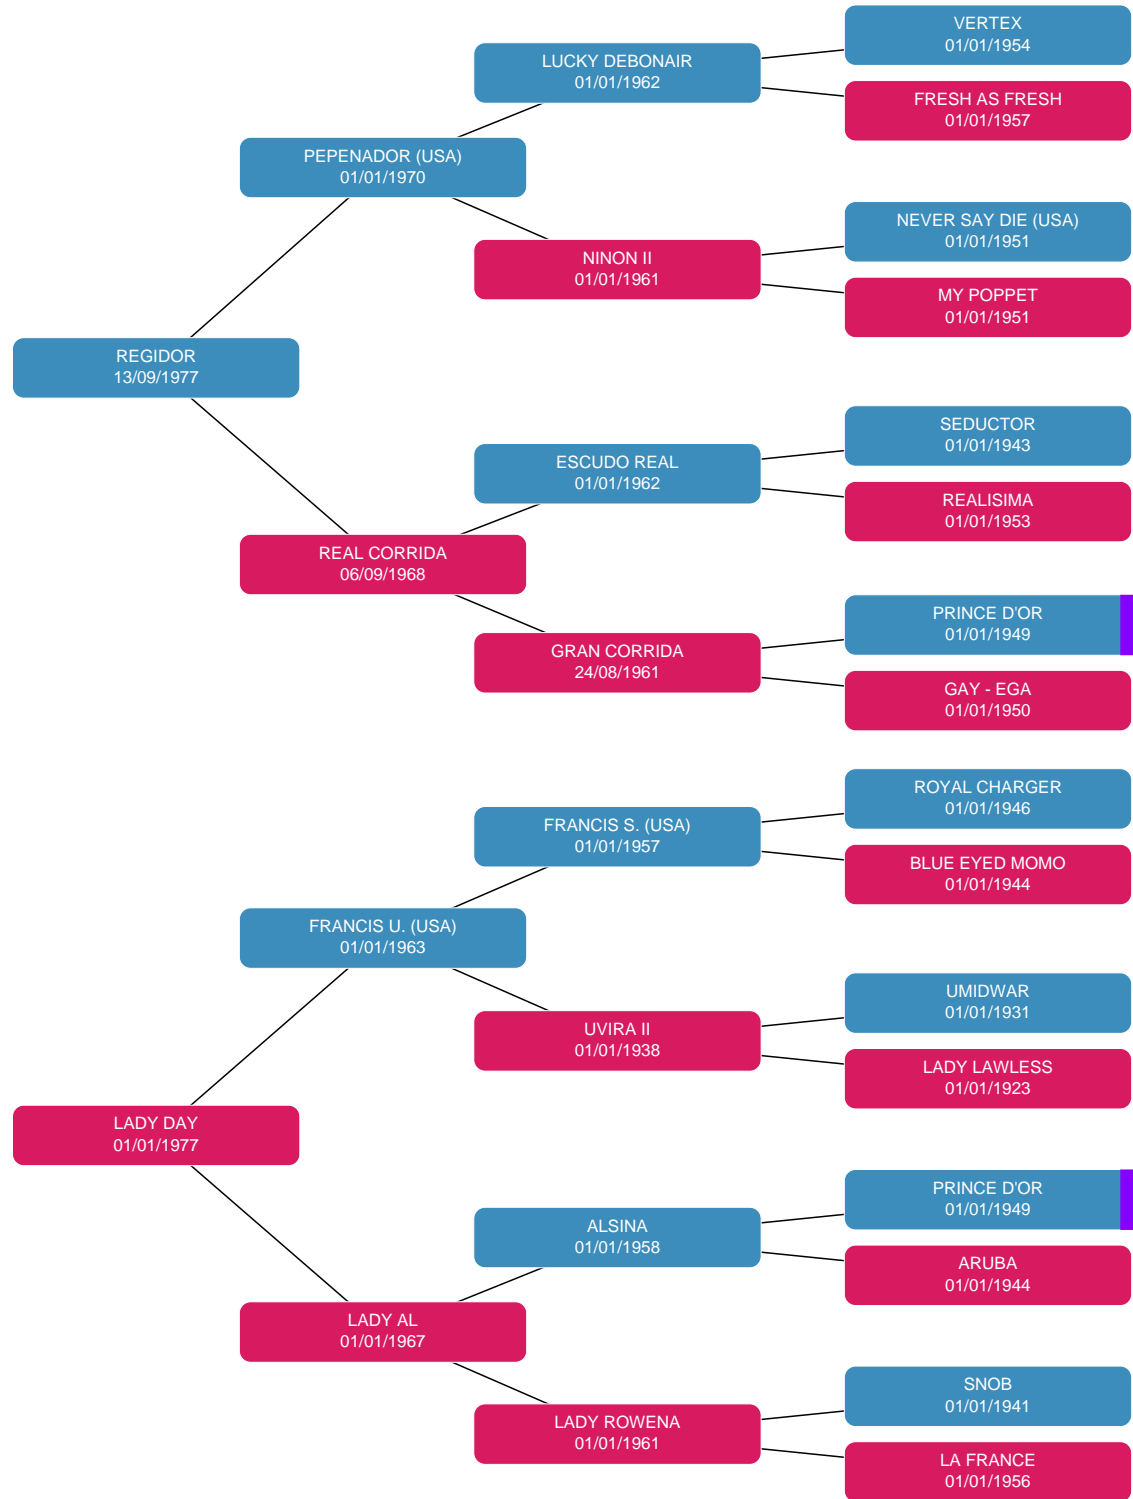 VERTEX
01/01/1954
LUCKY DEBONAIR
01/01/1962
FRESH AS FRESH
01/01/1957
PEPENADOR (USA)
01/01/1970
NEVER SAY DIE (USA)
01/01/1951
NINON II
01/01/1961
MY POPPET
01/01/1951
REGIDOR
13/09/1977
SEDUCTOR
01/01/1943
ESCUDO REAL
01/01/1962
REALISIMA
01/01/1953
REAL CORRIDA
06/09/1968
PRINCE D'OR
01/01/1949
GRAN CORRIDA
24/08/1961
GAY - EGA
01/01/1950
ROYAL CHARGER
01/01/1946
FRANCIS S. (USA)
01/01/1957
BLUE EYED MOMO
01/01/1944
FRANCIS U. (USA)
01/01/1963
UMIDWAR
01/01/1931
UVIRA II
01/01/1938
LADY LAWLESS
01/01/1923
LADY DAY
01/01/1977
PRINCE D'OR
01/01/1949
ALSINA
01/01/1958
ARUBA
01/01/1944
LADY AL
01/01/1967
SNOB
01/01/1941
LADY ROWENA
01/01/1961
LA FRANCE
01/01/1956